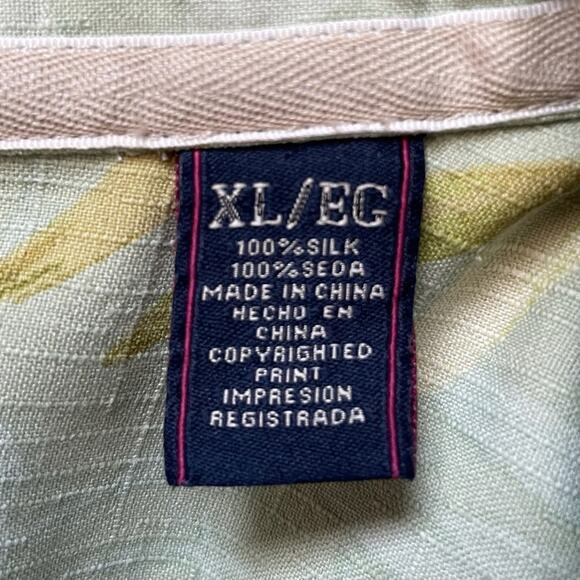 XL/EG
100%SILK
100%SEDA
MADE IN CHINA
HECHO EN
CHINA
COPYRIGHTED
PRINT
IMPRESION
REGISTRADA